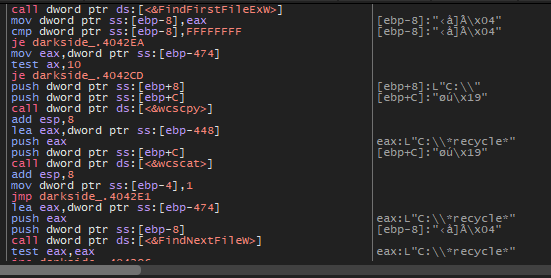 call dword ptr ds:[<&FindFirstFileExW>]
mov dword ptr ss:[ebp-8],eax [ebp-8]:"‹å]Ã\x04"
cmp dword ptr ss:[ebp-8],FFFFFFFF [ebp-8]:"‹å]Ã\x04"
je darkside_.4042EA
mov eax,dword ptr ss:[ebp-474]
test ax,10
je darkside_.4042CD
push dword ptr ss:[ebp+8] [ebp+8]:L"C:\\"
push dword ptr ss:[ebp+C] [ebp+C]:"øú\x19"
call dword ptr ds:[<&wcscpy>]
add esp,8
lea eax,dword ptr ss:[ebp-448]
push eax eax:L"C:\\*recycle*"
push dword ptr ss:[ebp+C] [ebp+C]:"øú\x19"
call dword ptr ds:[<&wcscat>]
add esp,8
mov dword ptr ss:[ebp-4],1
jmp darkside_.4042E1
lea eax,dword ptr ss:[ebp-474]
push eax eax:L"C:\\*recycle*"
push dword ptr ss:[ebp-8] [ebp-8]:"‹å]Ã\x04"
call dword ptr ds:[<&FindNextFileW>]
test eax,eax eax:L"C:\\*recycle*"